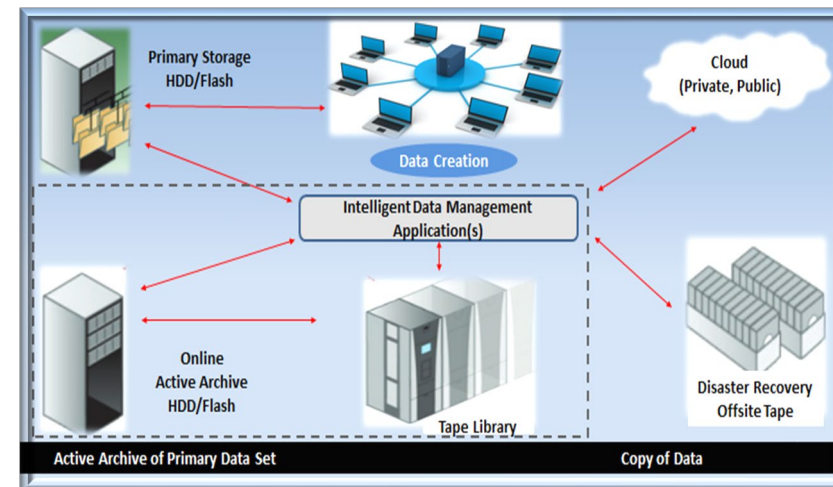 Primary Storage
HDD/Flash
Cloud
(Private, Public)
Data Creation
Intelligent Data Management
Application(s)
Online
Active Archive
HDD/Flash
Tape Library
Disaster Recovery
Offsite Tape
Active Archive of Primary Data Set
Copy of Data